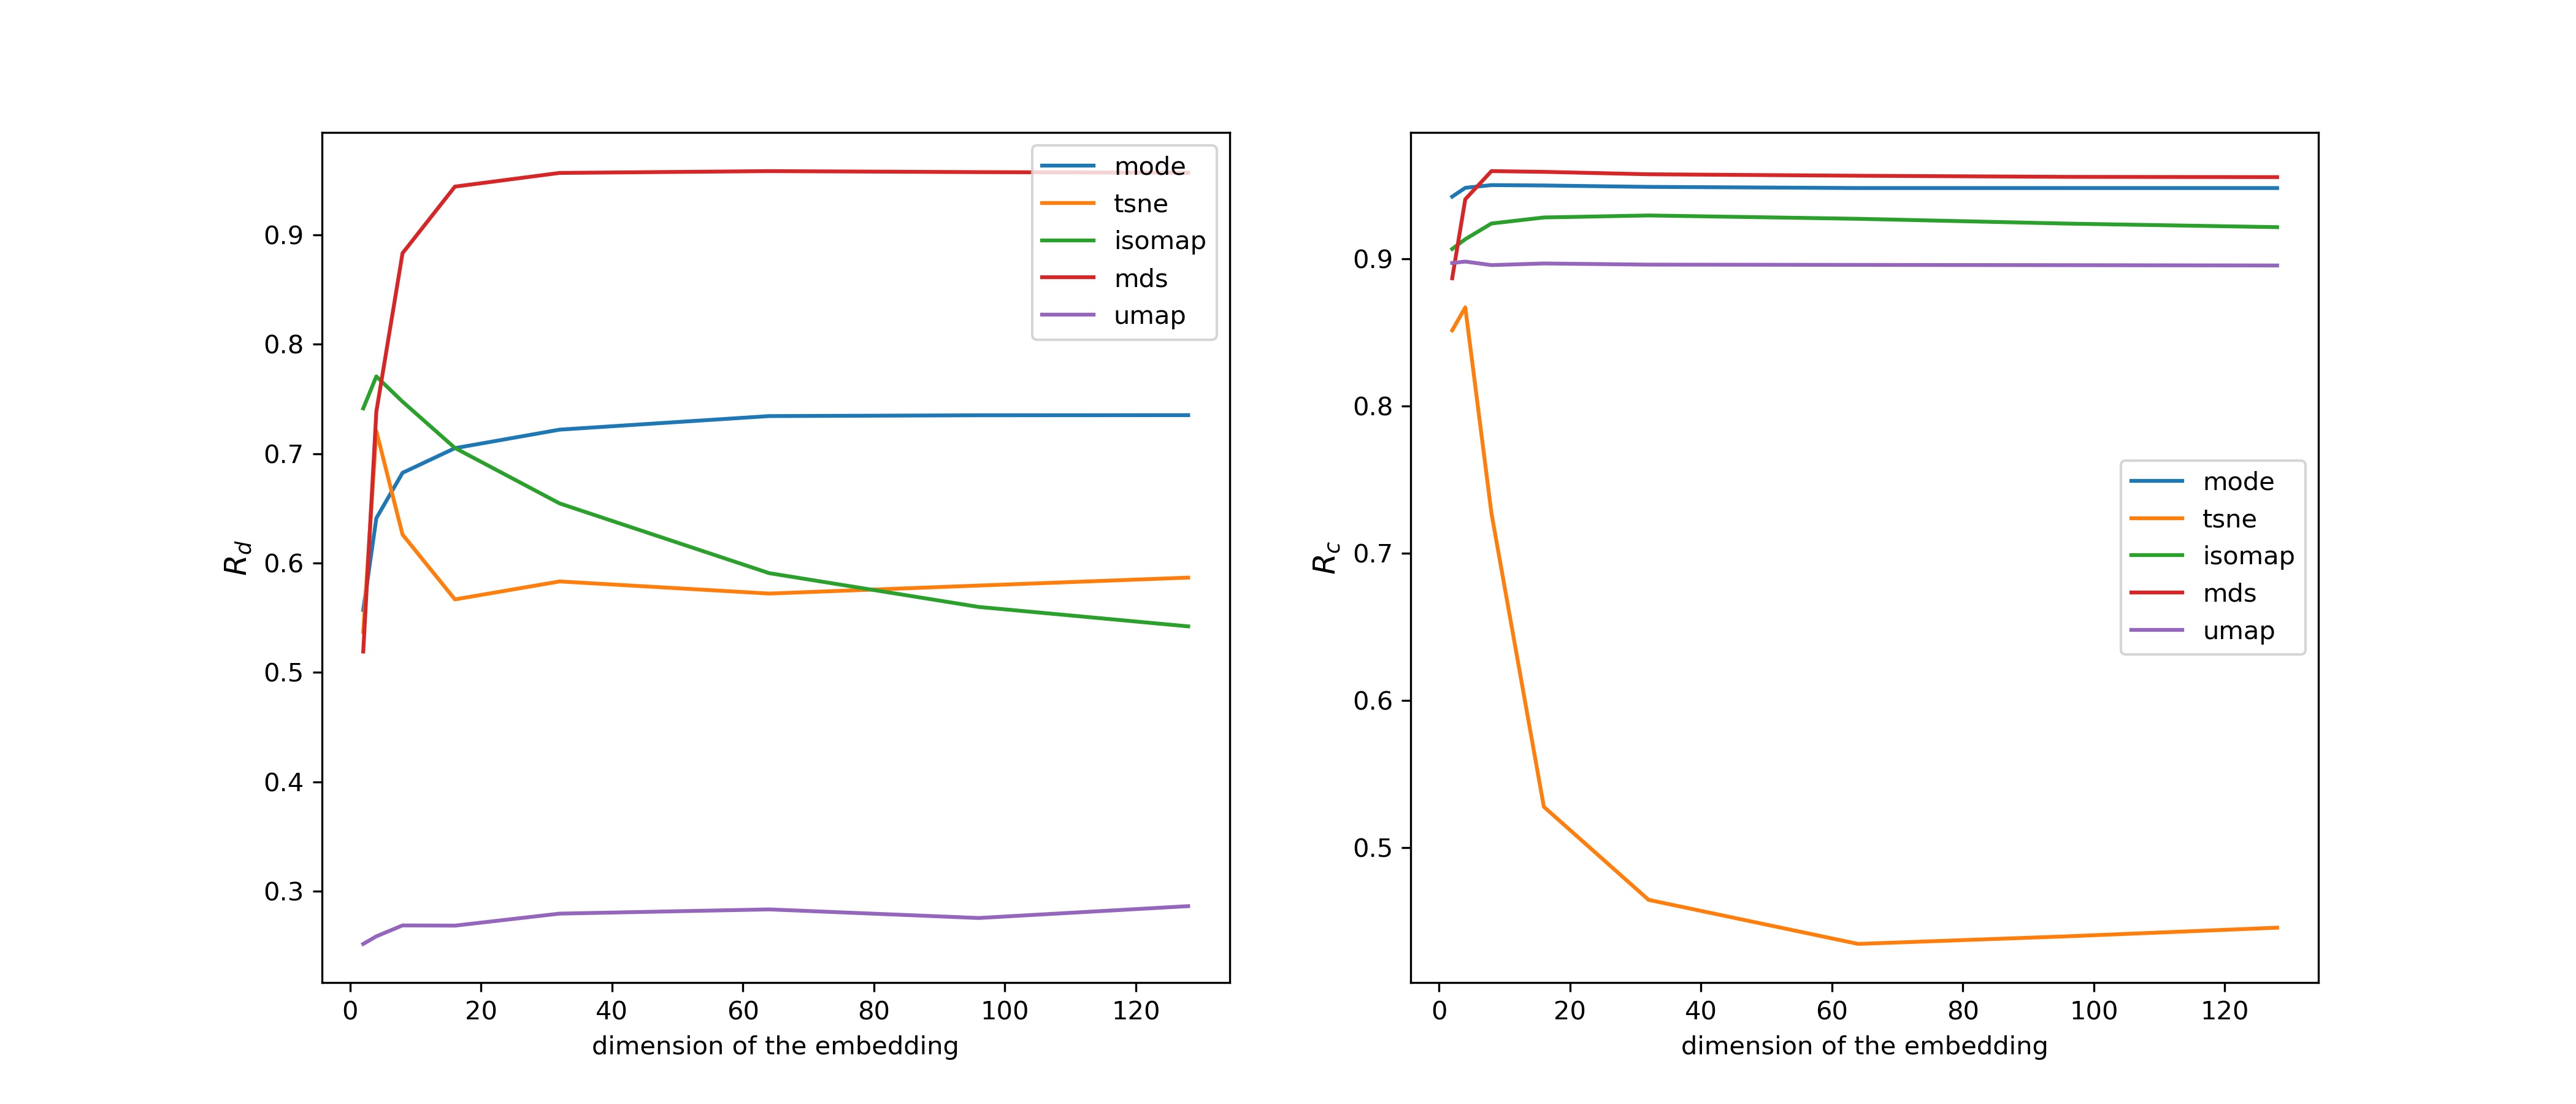 mode
tsne
isomap
mds
umap
0.9
0.8
0.7
0.6
0.5
0.4
0.3
R_d
0 20 40 60 80 100 120
dimension of the embedding
0.9
0.8
0.7
0.6
0.5
R_c
mode
tsne
isomap
mds
umap
0 20 40 60 80 100 120
dimension of the embedding